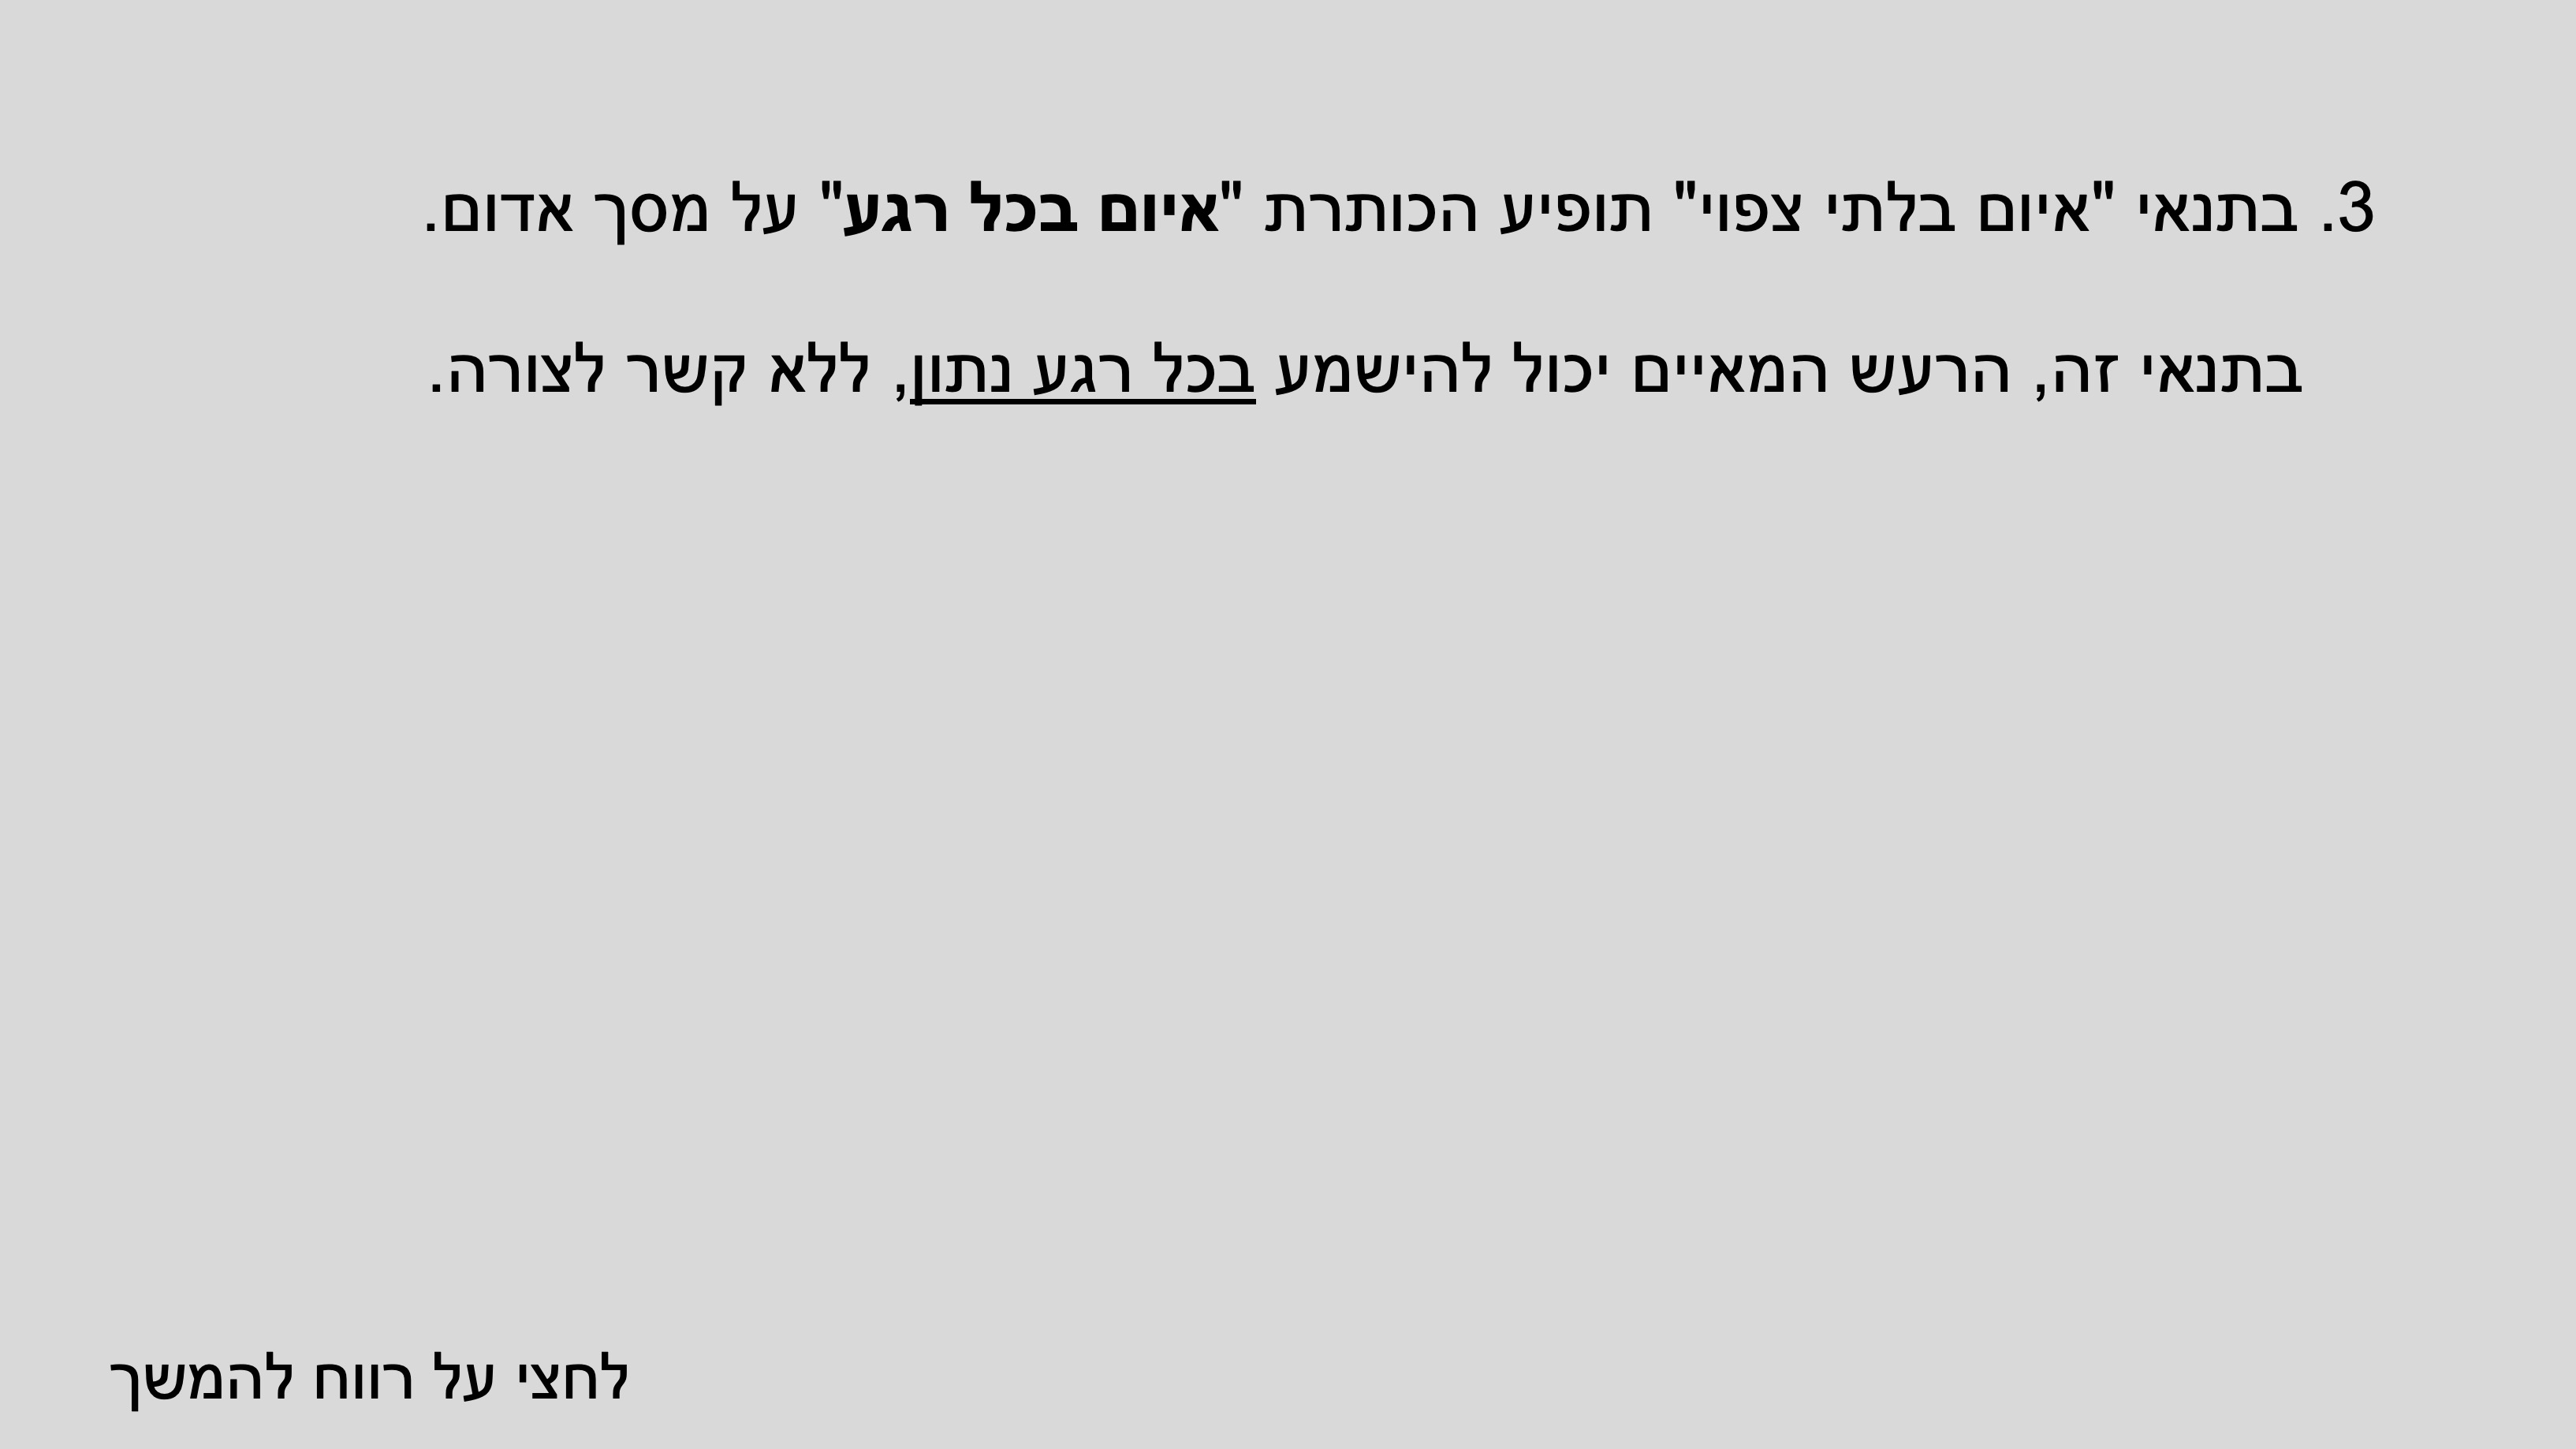 3. בתנאי "איום בלתי צפוי" תופיע הכותרת "איום בכל רגע" על מסך אדום.
בתנאי זה, הרעש המאיים יכול להישמע בכל רגע נתון, ללא קשר לצורה.
לחצי על רווח להמשך